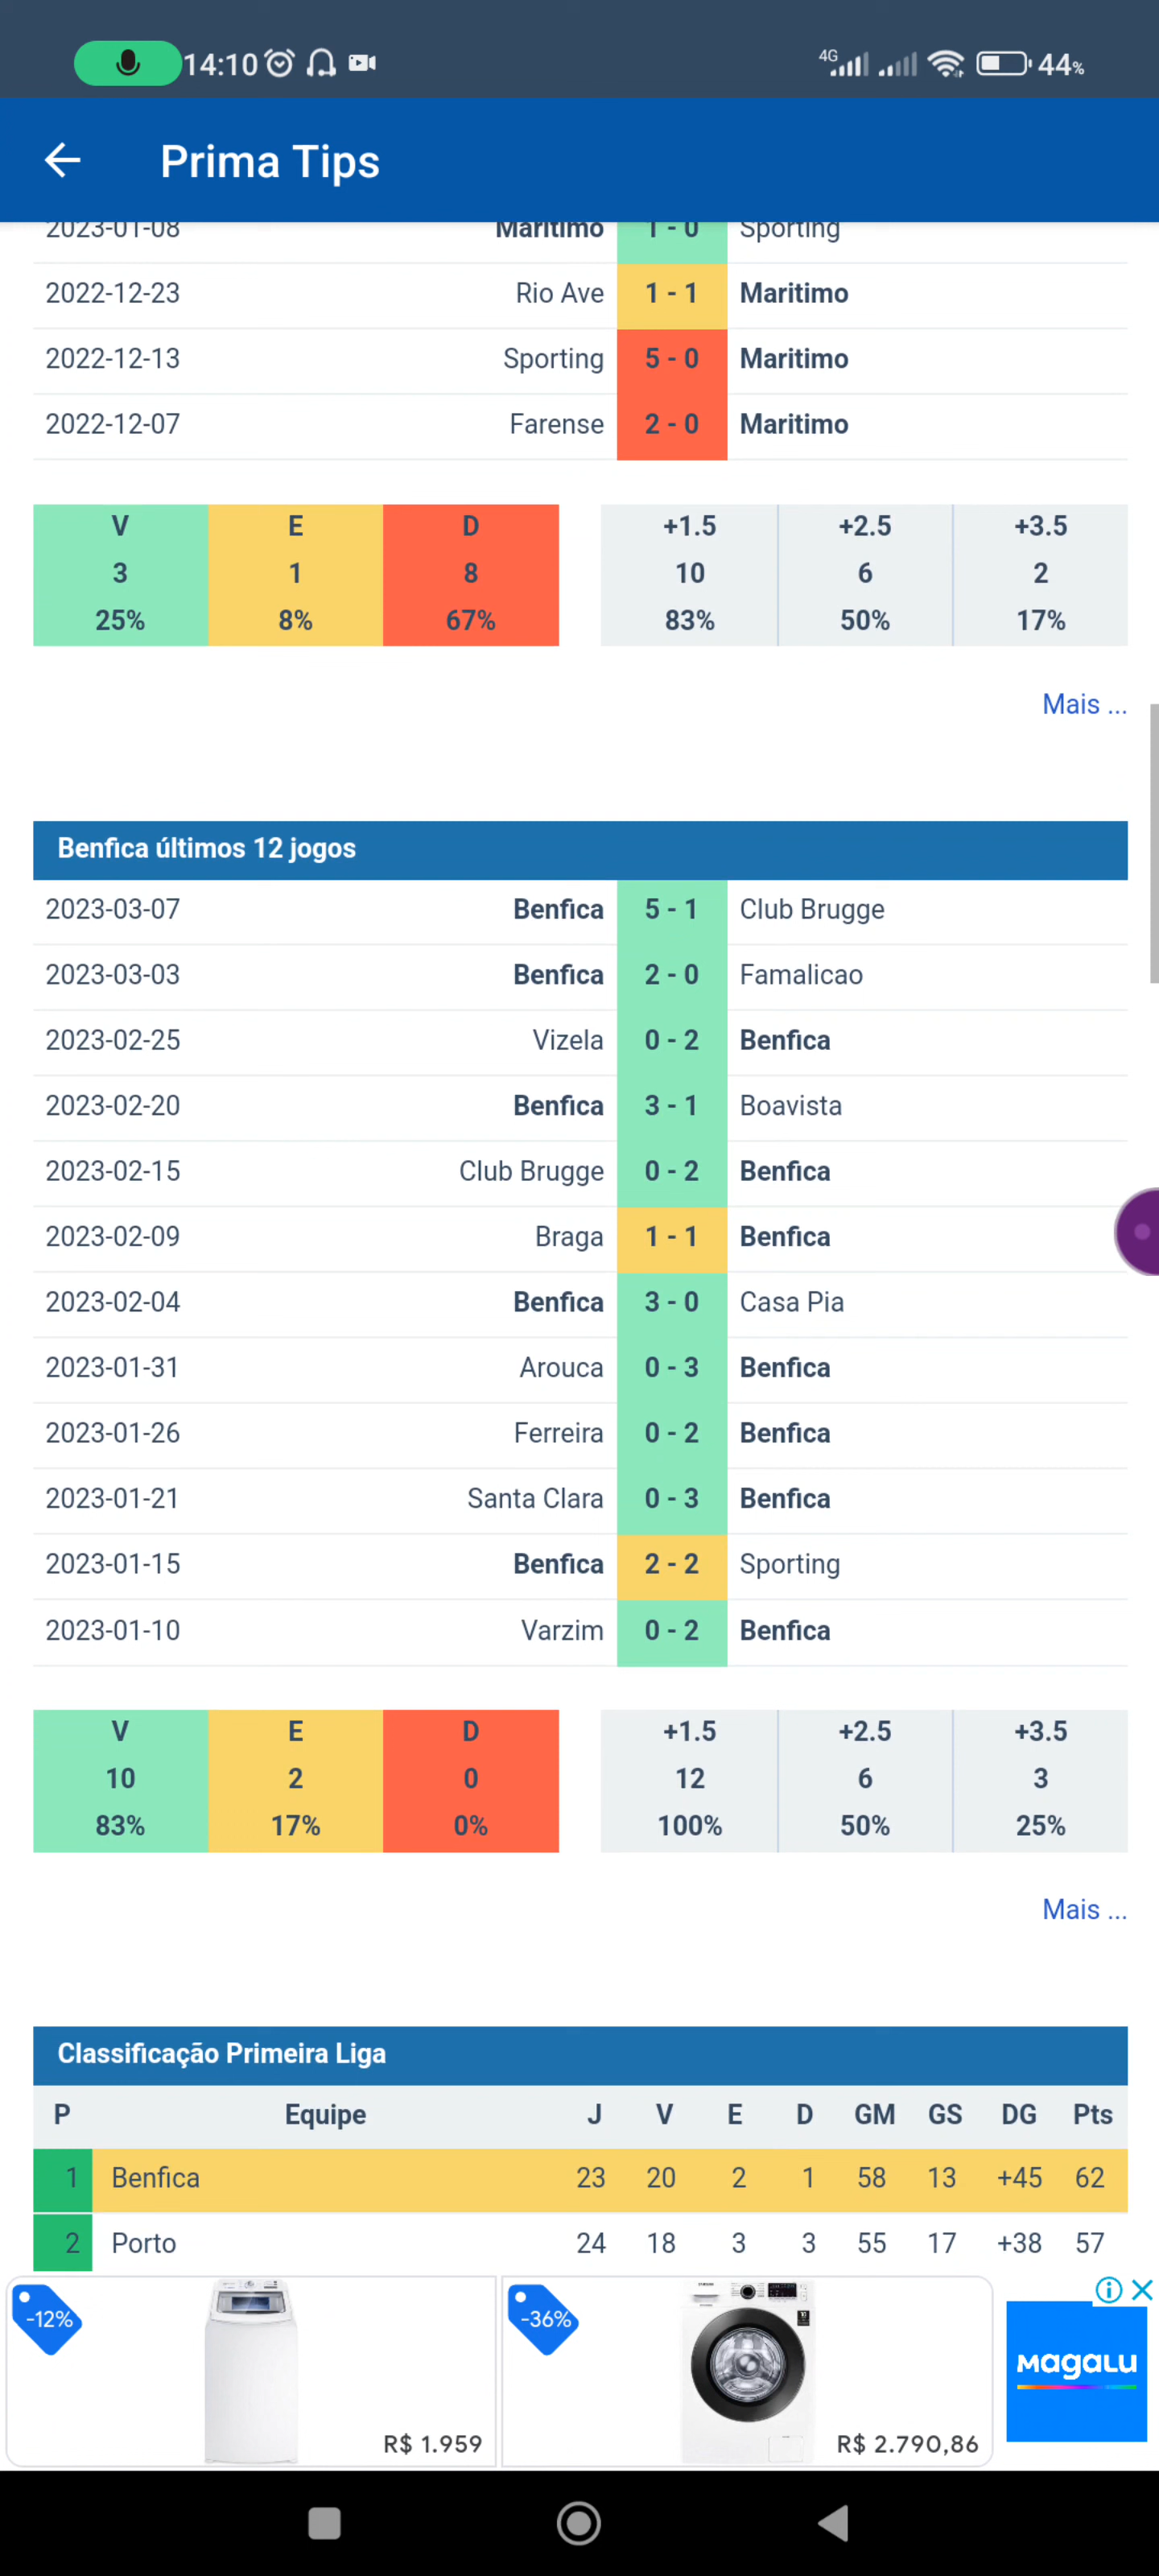 14:10 4G 44%
Prima Tips
2023-01-08 Maritimo 1 - 0 Sporting
2022-12-23 Rio Ave 1 - 1 Maritimo
2022-12-13 Sporting 5 - 0 Maritimo
2022-12-07 Farense 2 - 0 Maritimo
V E D +1.5 +2.5 +3.5
3 1 8 10 6 2
25% 8% 67% 83% 50% 17%
Mais ...
Benfica últimos 12 jogos
2023-03-07 Benfica 5 - 1 Club Brugge
2023-03-03 Benfica 2 - 0 Famalicao
2023-02-25 Vizela 0 - 2 Benfica
2023-02-20 Benfica 3 - 1 Boavista
2023-02-15 Club Brugge 0 - 2 Benfica
2023-02-09 Braga 1 - 1 Benfica
2023-02-04 Benfica 3 - 0 Casa Pia
2023-01-31 Arouca 0 - 3 Benfica
2023-01-26 Ferreira 0 - 2 Benfica
2023-01-21 Santa Clara 0 - 3 Benfica
2023-01-15 Benfica 2 - 2 Sporting
2023-01-10 Varzim 0 - 2 Benfica
V E D +1.5 +2.5 +3.5
10 2 0 12 6 3
83% 17% 0% 100% 50% 25%
Mais ...
Classificação Primeira Liga
P Equipe J V E D GM GS DG Pts
1 Benfica 23 20 2 1 58 13 +45 62
2 Porto 24 18 3 3 55 17 +38 57
-12% -36%
Magalu
R$ 1.959 R$ 2.790,86